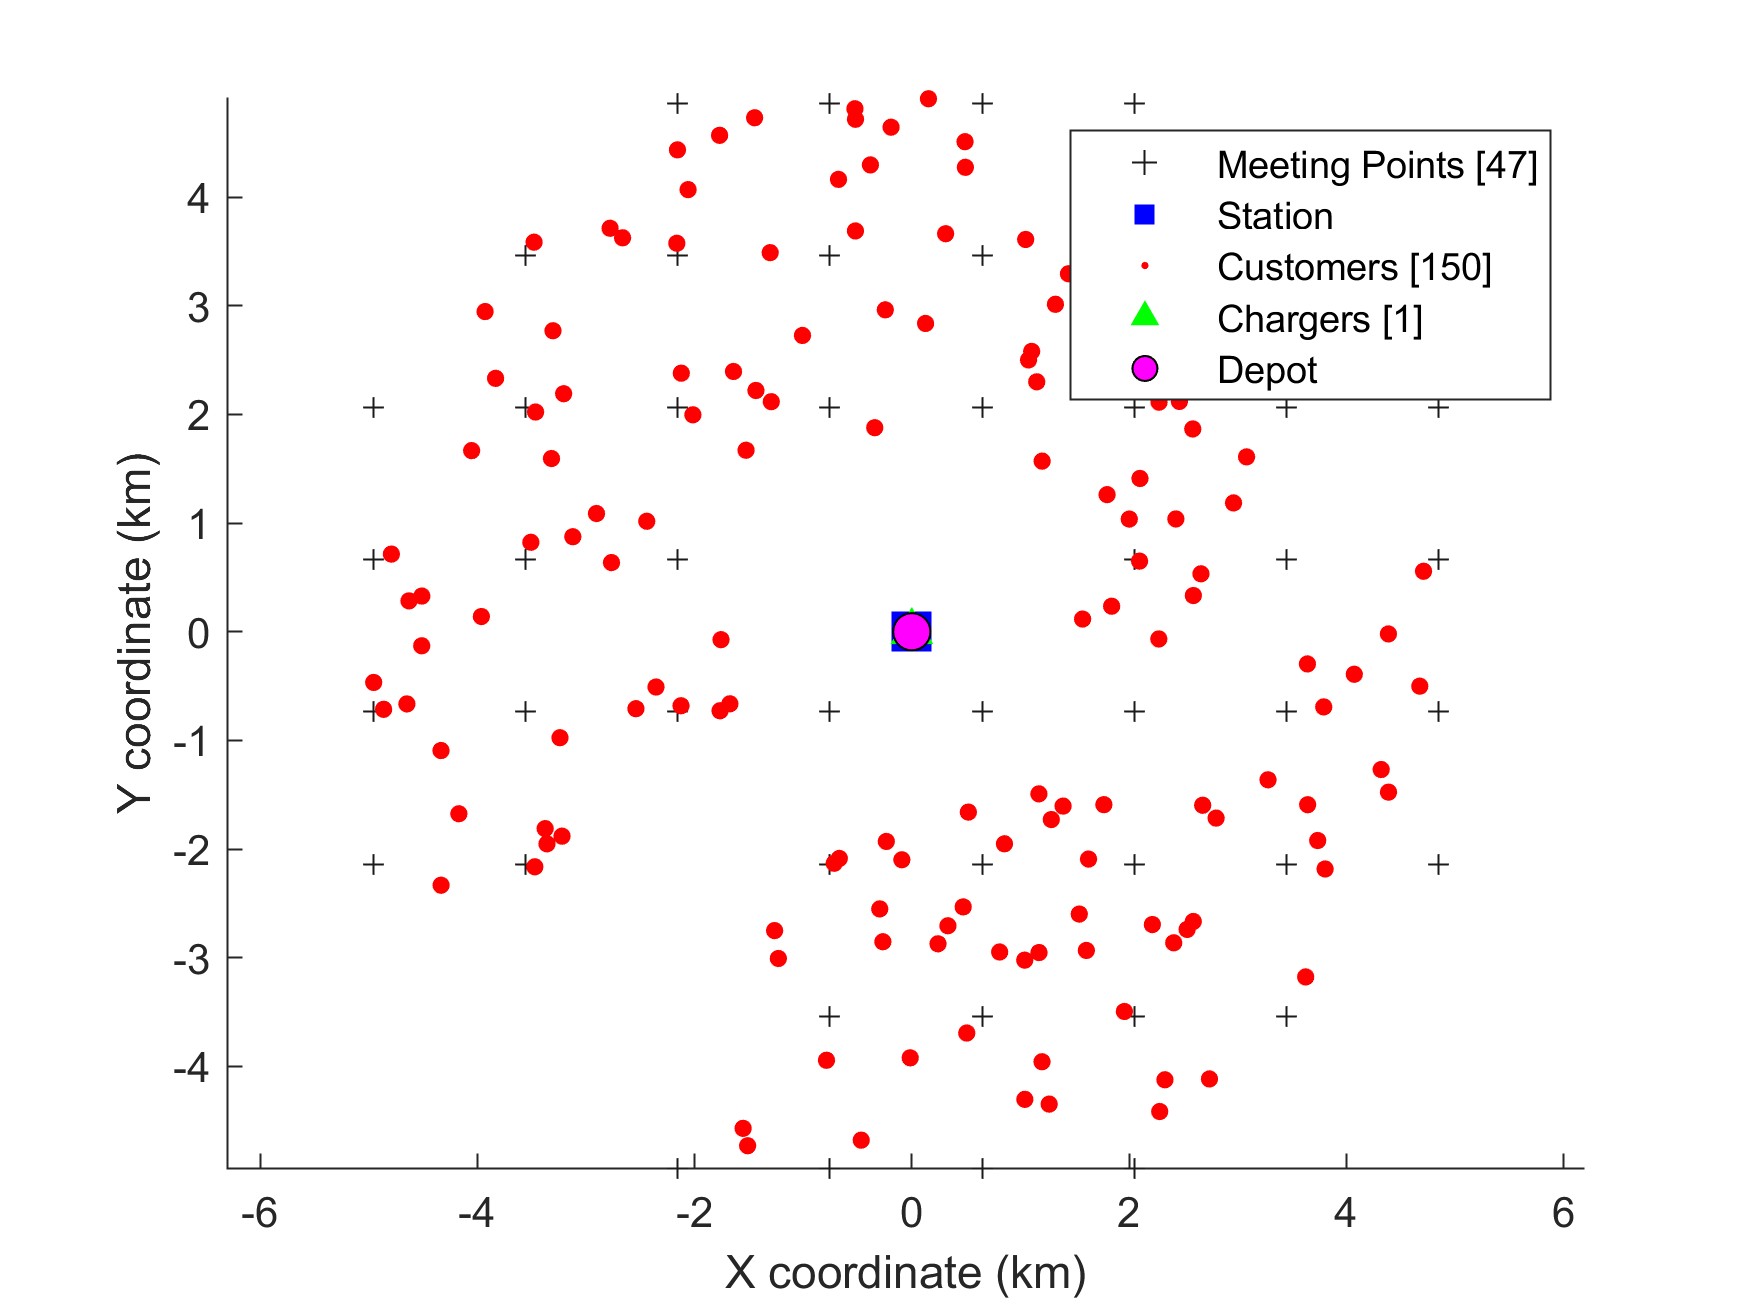 Meeting Points [47]
Station
Customers [150]
Chargers [1]
Depot
Y coordinate (km)
4
3
2
1
0
-1
-2
-3
-4
-6 -4 -2 0 2 4 6
X coordinate (km)